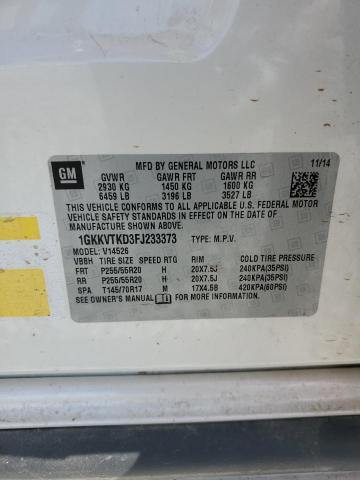 GM
MFD BY GENERAL MOTORS LLC
GVWR GAWR FRT GAWR RR 11/14
2930 KG 1450 KG 1600 KG
6459 LB 3196 LB 3527 LB
THIS VEHICLE CONFORMS TO ALL APPLICABLE U.S.
FEDERAL MOTOR VEHICLE SAFETY AND THEFT
PREVENTION STANDARDS IN EFFECT ON THE DATE OF
MANUFACTURE SHOWN ABOVE.
1GKKVTKD3FJ233373 TYPE: M.P.V.
MODEL: V14526
VBBH TIRE SIZE SPEED RTG RIM COLD TIRE PRESSURE
FRT P255/55R20 H 20X7.5J 240KPA(35PSI)
RR P255/55R20 H 20X7.5J 240KPA(35PSI)
SPA T145/70R17 M 17X4.5B 420KPA(60PSI)
SEE OWNER'S MANUAL FOR MORE INFORMATION.